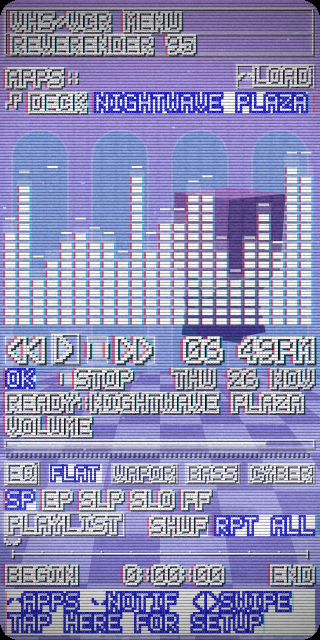 VHS/VCR MENU
REWERENDER '95
APPS:: LOAD
DECK NIGHTWAVE PLAZA
06 49PM
OK STOP THU 26 NOV
READY:NIGHTWAVE PLAZA
VOLUME
EQ FLAT VAPOR BASS CYBER
SP EP SLP SLO FF
PLAYLIST SHUF RPT ALL
BEGIN 0:00:00 END
APPS NOTIF SWIPE
TAP HERE FOR SETUP